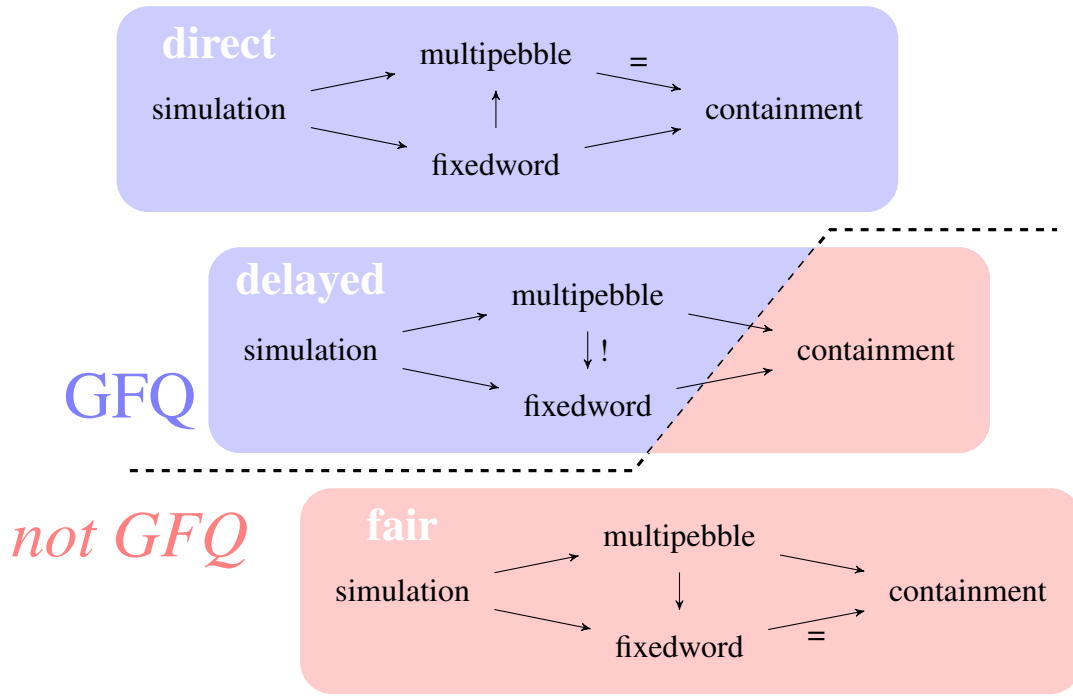 direct
multipebble
=
simulation
containment
fixedword
delayed
multipebble
simulation
!
containment
GFQ
fixedword
not GFQ
fair
multipebble
simulation
containment
fixedword
=